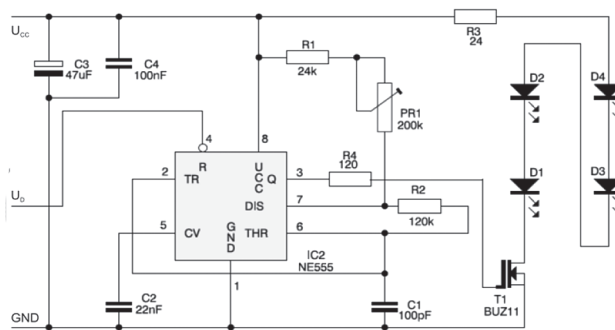 U_CC
C3
47uF
C4
100nF
R1
24k
R3
24
PR1
200k
D2
D4
D1
D3
U_D
4
8
R
UCC
2
TR
Q
3
R4
120
DIS
7
R2
120k
5
CV
GND
THR
6
IC2
NE555
1
C2
22nF
C1
100pF
T1
BUZ11
GND